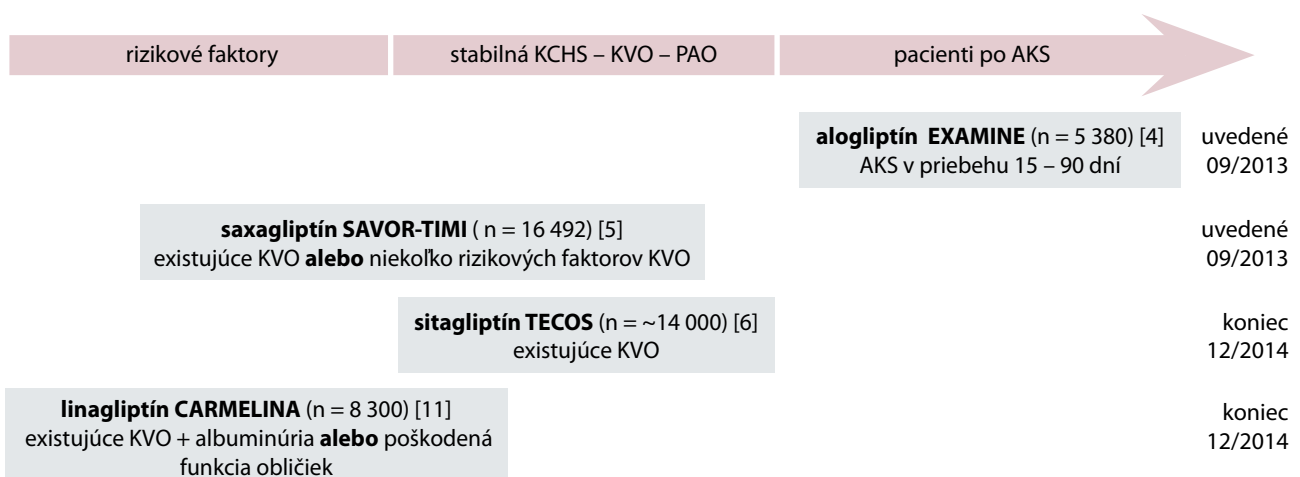 rizikové faktory
stabilná KCHS – KVO – PAO
pacienti po AKS
alogliptín EXAMINE (n = 5 380) [4]
AKS v priebehu 15 – 90 dní
uvedené
09/2013
saxagliptín SAVOR-TIMI ( n = 16 492) [5]
existujúce KVO alebo niekoľko rizikových faktorov KVO
uvedené
09/2013
sitagliptín TECOS (n = ~14 000) [6]
existujúce KVO
koniec
12/2014
linagliptín CARMELINA (n = 8 300) [11]
existujúce KVO + albuminúria alebo poškodená
funkcia obličiek
koniec
12/2014